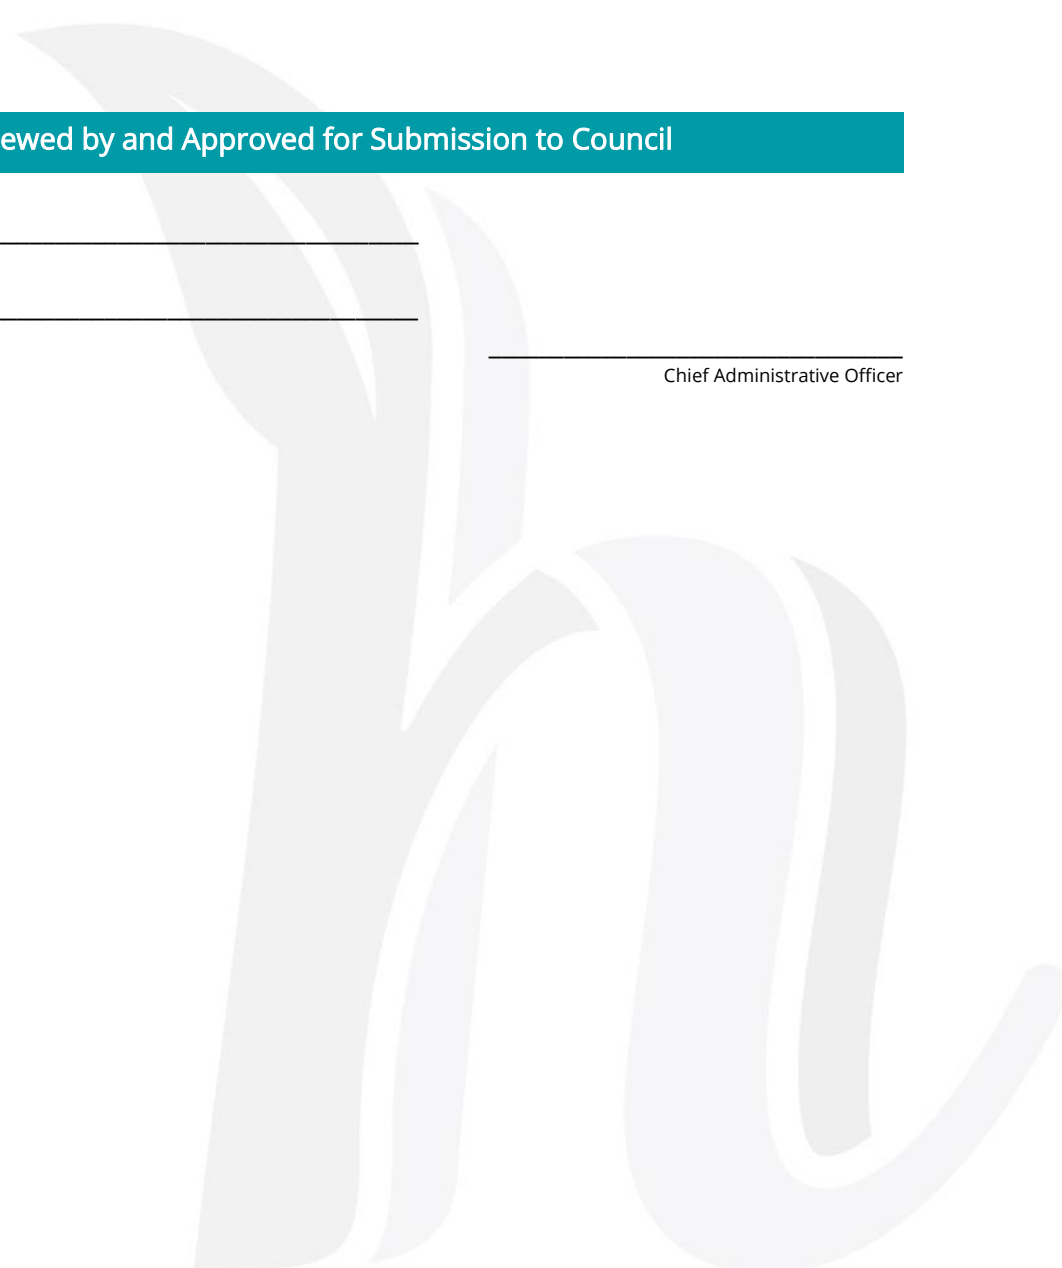 ewed by and Approved for Submission to Council
Chief Administrative Officer